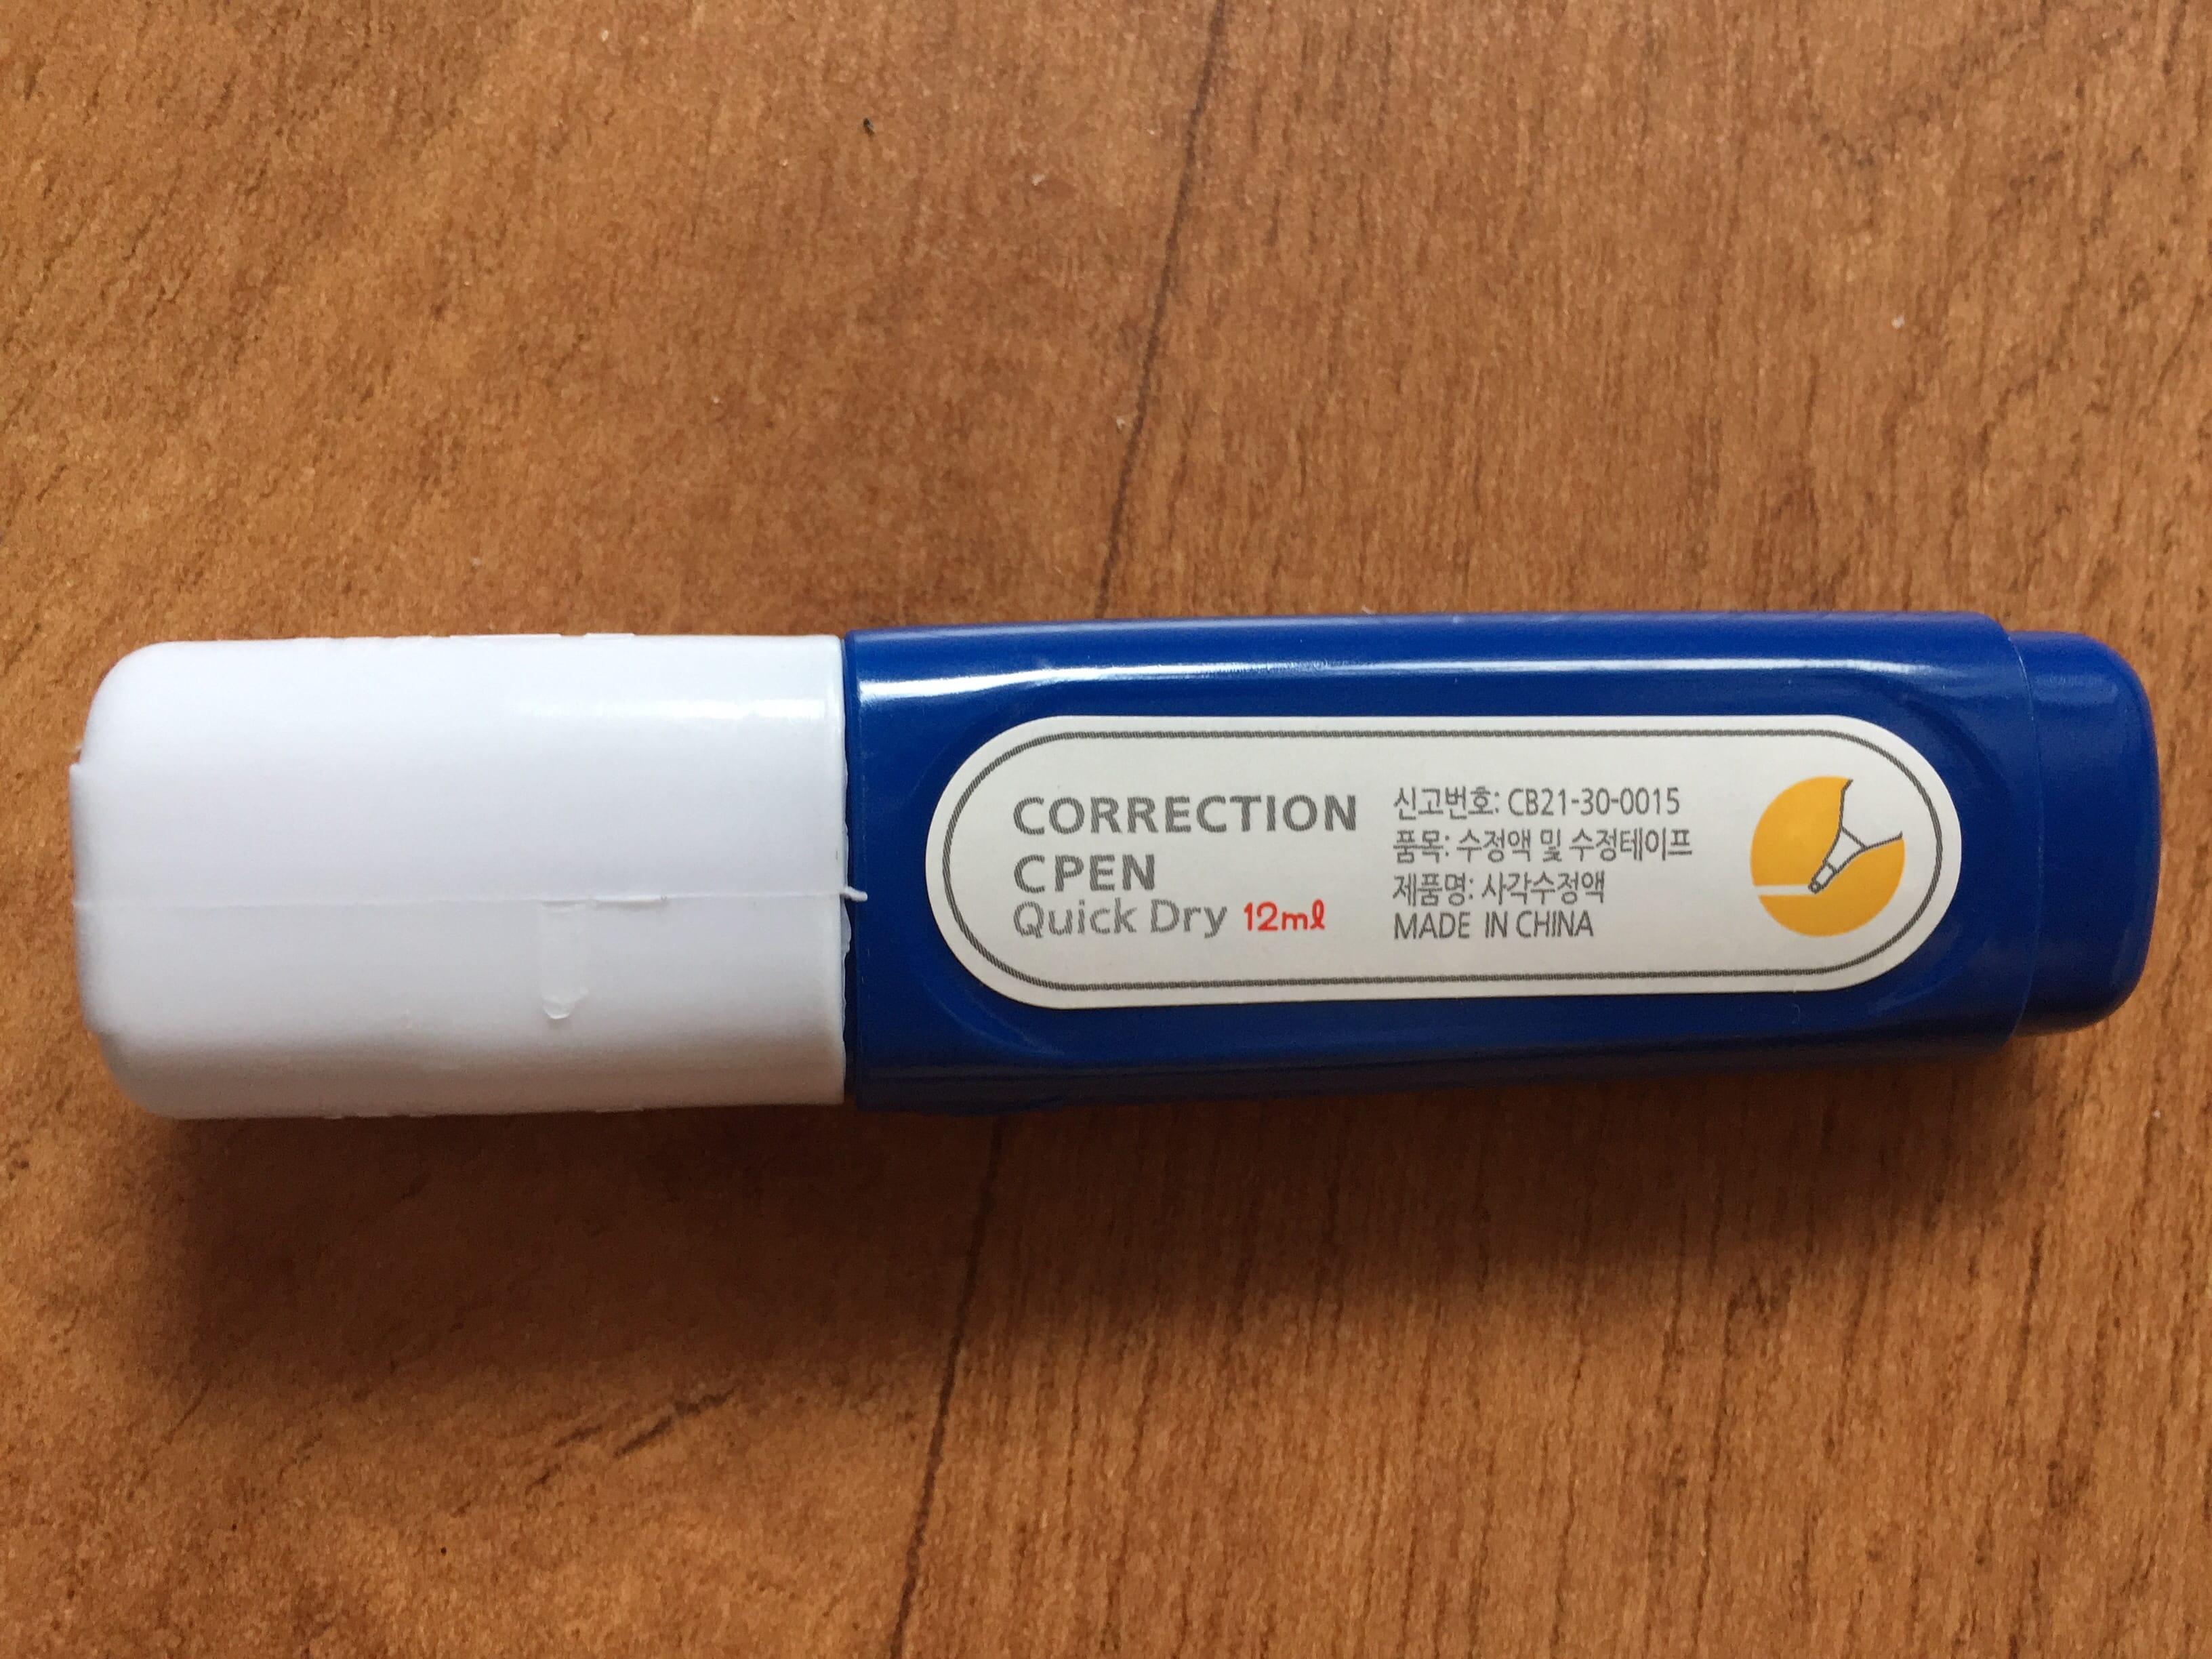 CORRECTION
CPEN
Quick Dry 12ml
신고번호: CB21-30-0015
품목: 수정액 및 수정테이프
제품명: 사각수정액
MADE IN CHINA